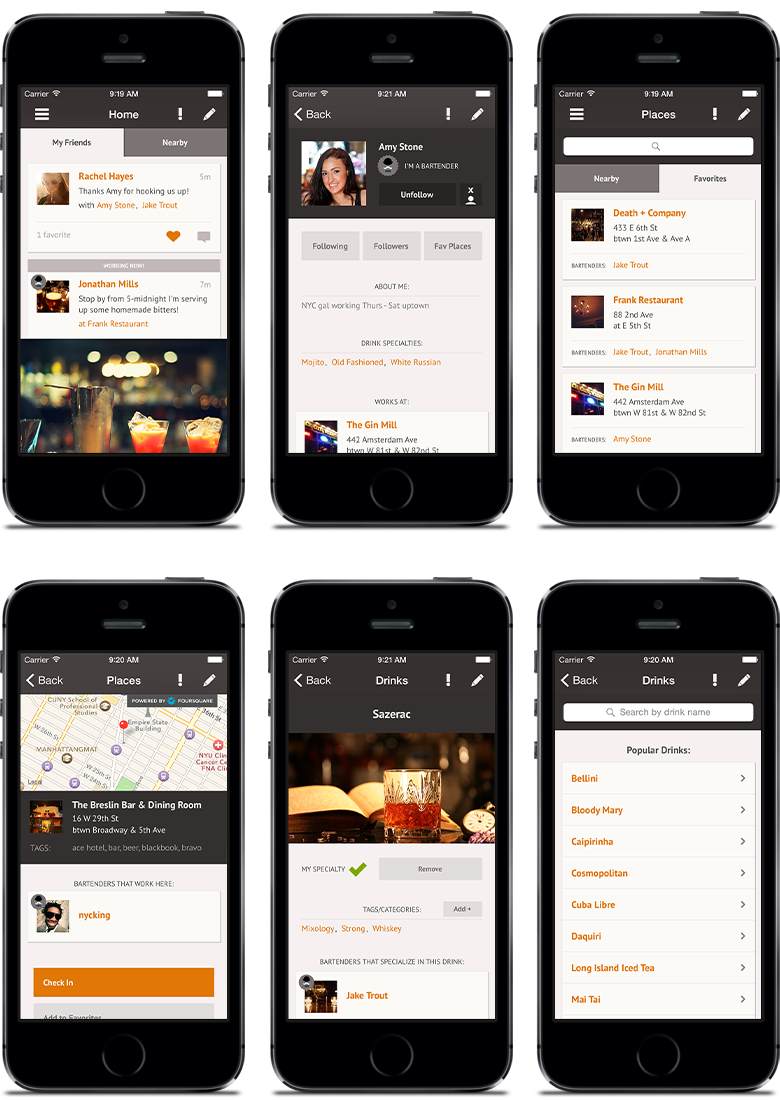 Carrier 9:19 AM
Home
My Friends Nearby
Rachel Hayes 5m
Thanks Amy for hooking us up!
with Amy Stone, Jake Trout
1 favorite
WORKING NOW!
Jonathan Mills 7m
Stop by from 5-midnight I'm serving
up some homemade bitters!
at Frank Restaurant
Carrier 9:21 AM
Back
Amy Stone
I'M A BARTENDER
Unfollow X
Following Followers Fav Places
ABOUT ME:
NYC gal working Thurs - Sat uptown
DRINK SPECIALTIES:
Mojito, Old Fashioned, White Russian
WORKS AT:
The Gin Mill
442 Amsterdam Ave
btwn W 81st & W 82nd St
Carrier 9:19 AM
Places
Nearby Favorites
Death + Company
433 E 6th St
btwn 1st Ave & Ave A
BARTENDERS: Jake Trout
Frank Restaurant
88 2nd Ave
at E 5th St
BARTENDERS: Jake Trout, Jonathan Mills
The Gin Mill
442 Amsterdam Ave
btwn W 81st & W 82nd St
BARTENDERS: Amy Stone
Carrier 9:20 AM
Back Places
POWERED BY FOURSQUARE
CUNY School of
Professional
Studies
W 36th St
Empire State
Building
MANHATTANGMAT
NYU Clin
Cancer Ce
FNA Clin
W 25th St
W 24th St
Legal
The Breslin Bar & Dining Room
16 W 29th St
btwn Broadway & 5th Ave
TAGS: ace hotel, bar, beer, blackbook, bravo
BARTENDERS THAT WORK HERE:
nycking
Check In
Add to Favorites
Carrier 9:21 AM
Back Drinks
Sazerac
MY SPECIALTY Remove
TAGS/CATEGORIES: Add +
Mixology, Strong, Whiskey
BARTENDERS THAT SPECIALIZE IN THIS DRINK:
Jake Trout
Carrier 9:20 AM
Back Drinks
Search by drink name
Popular Drinks:
Bellini
Bloody Mary
Caipirinha
Cosmopolitan
Cuba Libre
Daquiri
Long Island Iced Tea
Mai Tai